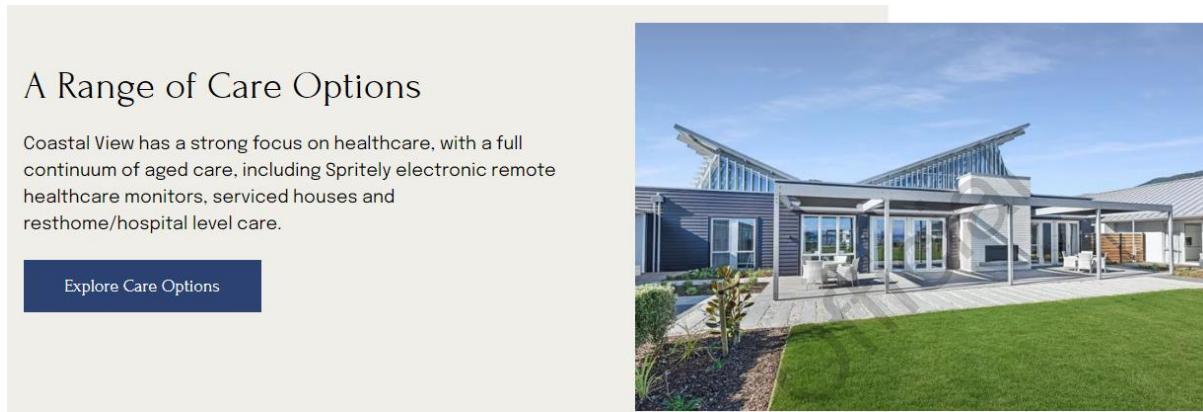 A Range of Care Options
Coastal View has a strong focus on healthcare, with a full
continuum of aged care, including Spritely electronic remote
healthcare monitors, serviced houses and
resthome/hospital level care.
Explore Care Options